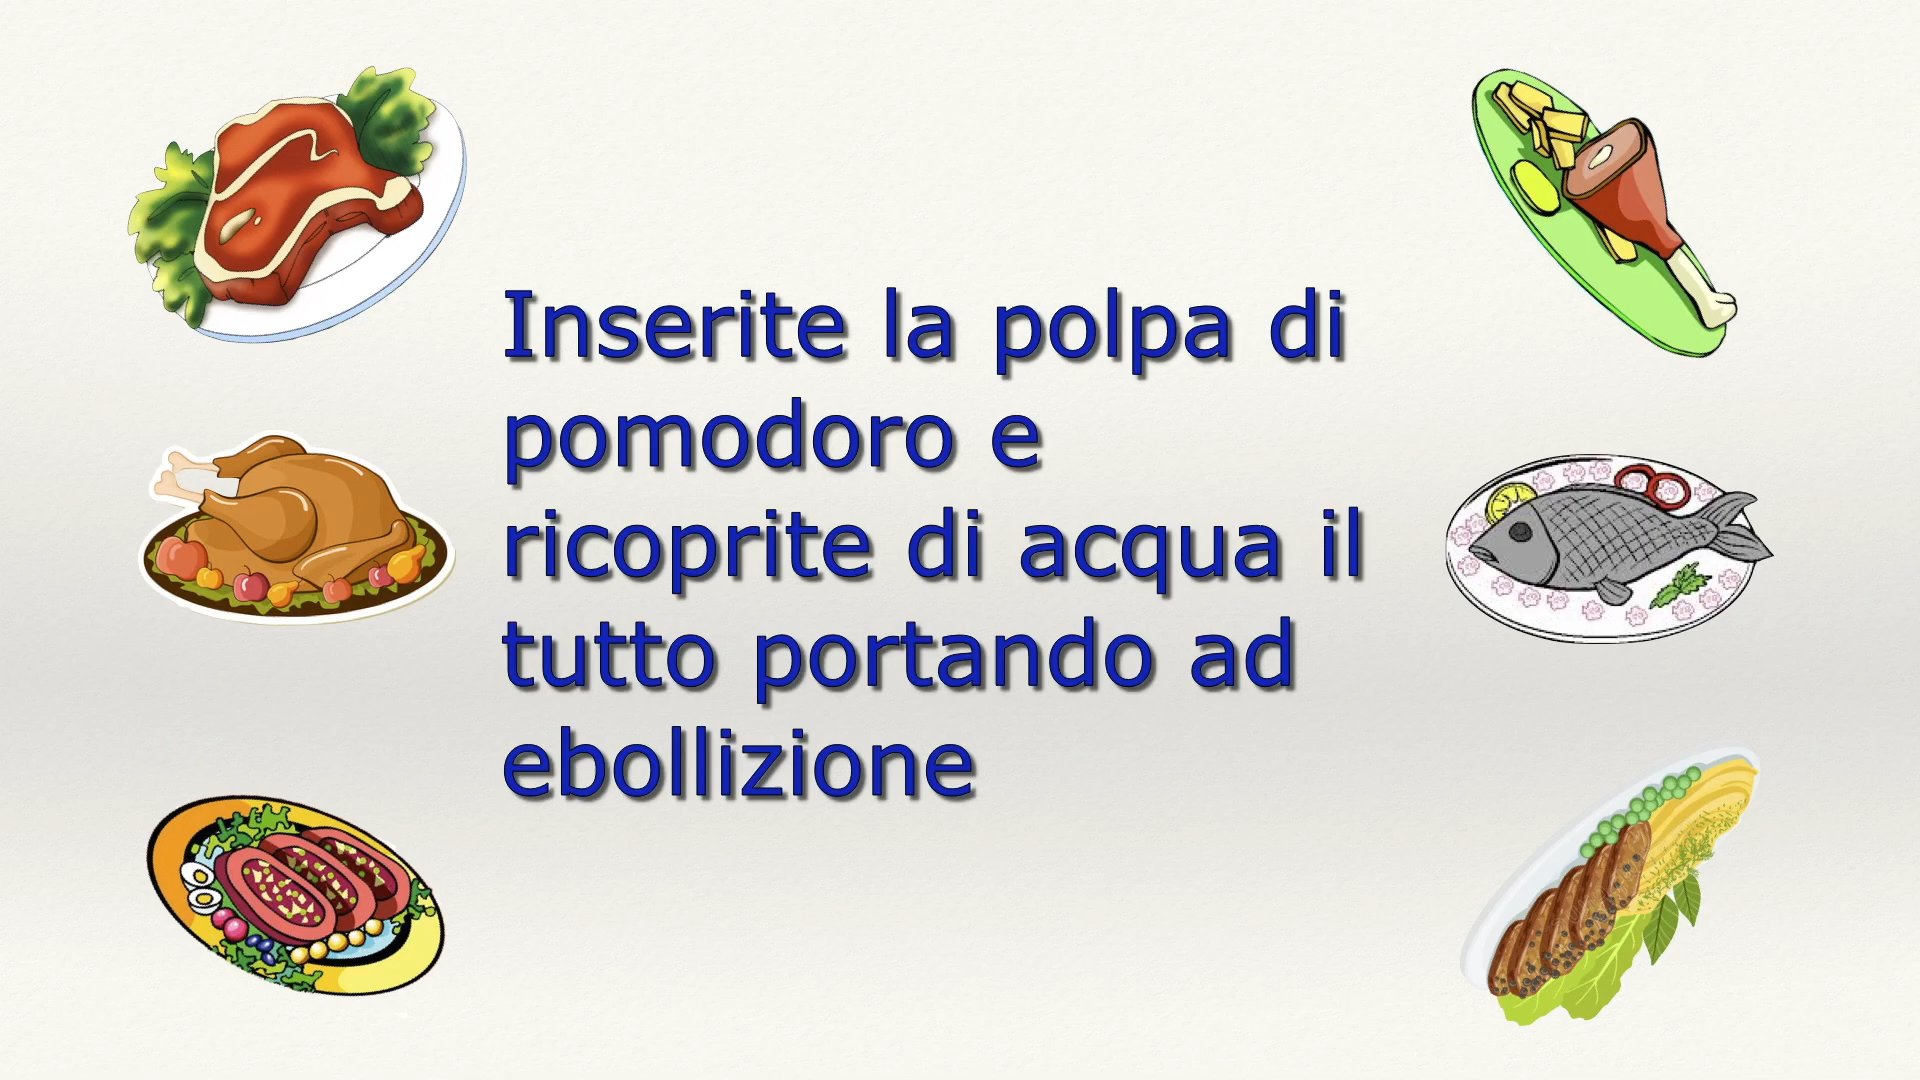 Inserite la polpa di
pomodoro e
ricoprite di acqua il
tutto portando ad
ebollizione